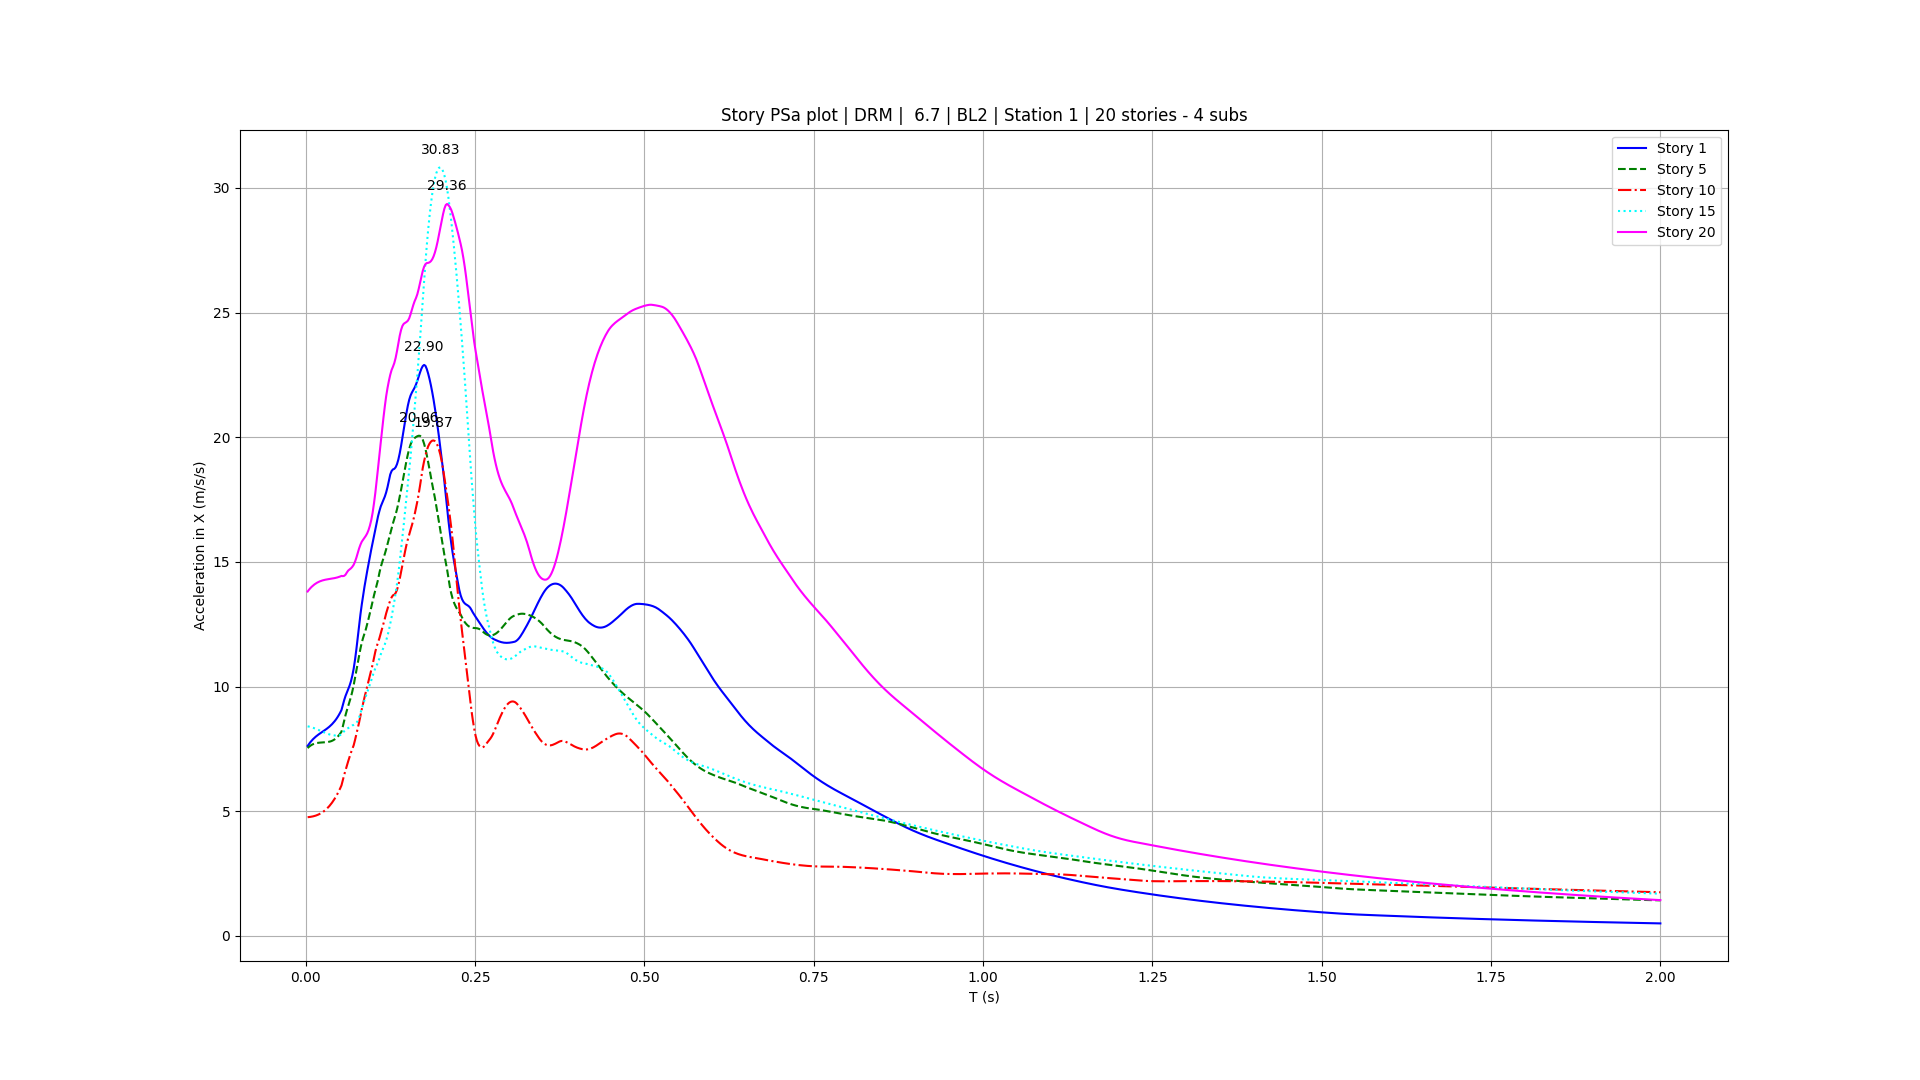 Story PSa plot | DRM |  6.7 | BL2 | Station 1 | 20 stories - 4 subs
30.83
29.36
22.90
20.06
19.87
Story 1
Story 5
Story 10
Story 15
Story 20
30
25
20
15
10
5
0
Acceleration in X (m/s/s)
0.00 0.25 0.50 0.75 1.00 1.25 1.50 1.75 2.00
T (s)